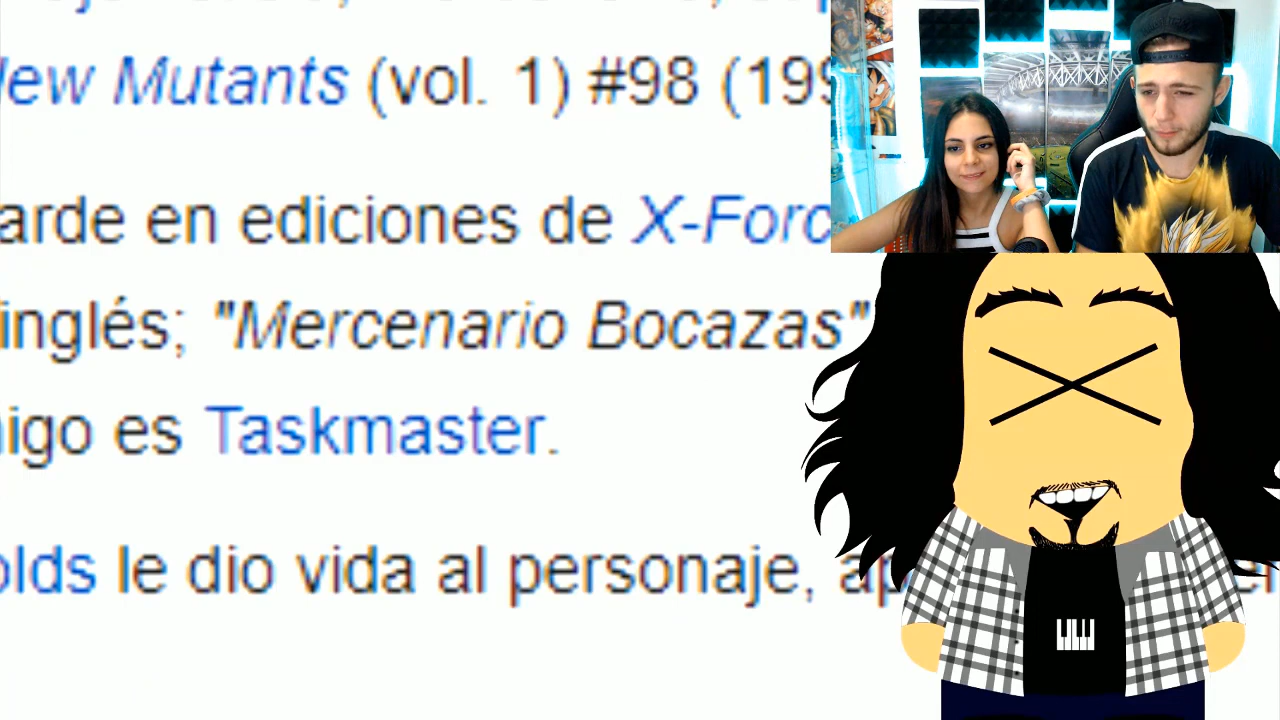 New Mutants (vol. 1) #98 (199
arde en ediciones de X-Forc
inglés; "Mercenario Bocazas"
igo es Taskmaster.
olds le dio vida al personaje, ap